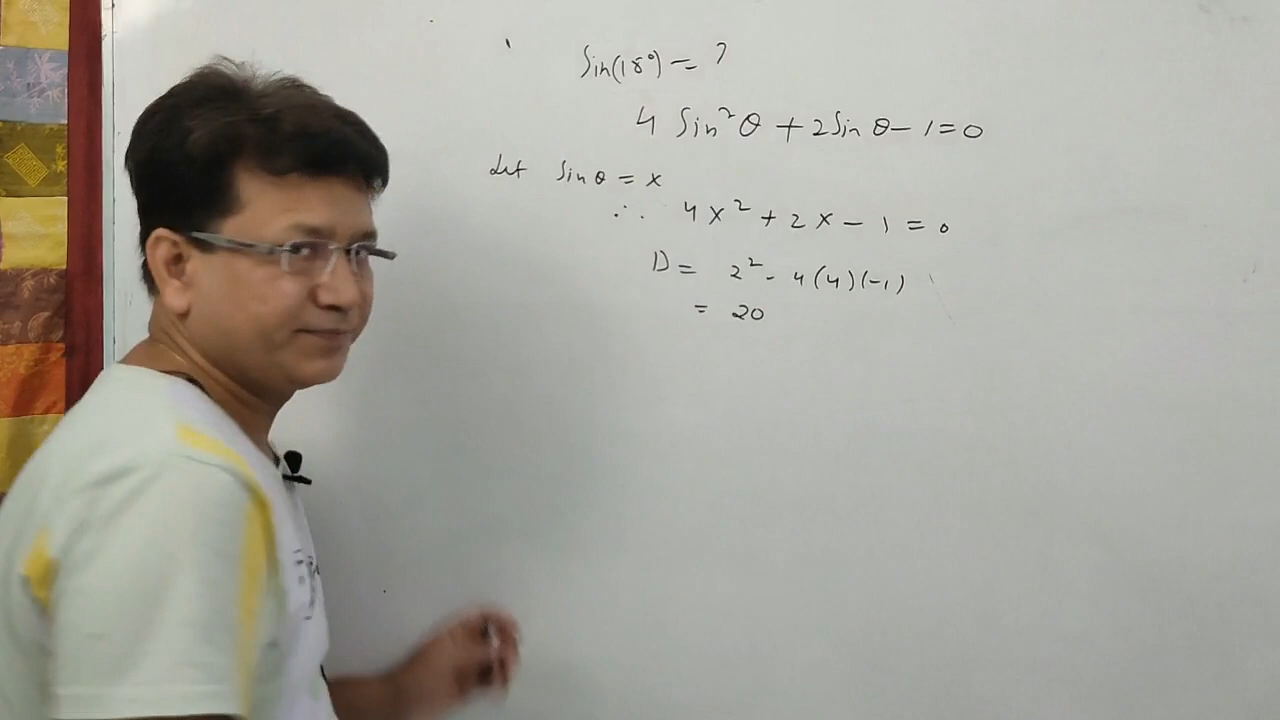 Sin(18°) = ?
4 Sin²θ + 2Sin θ - 1 = 0
Let Sin θ = x
∴ 4x² + 2x - 1 = 0
D = 2² - 4(4)(-1)
= 20